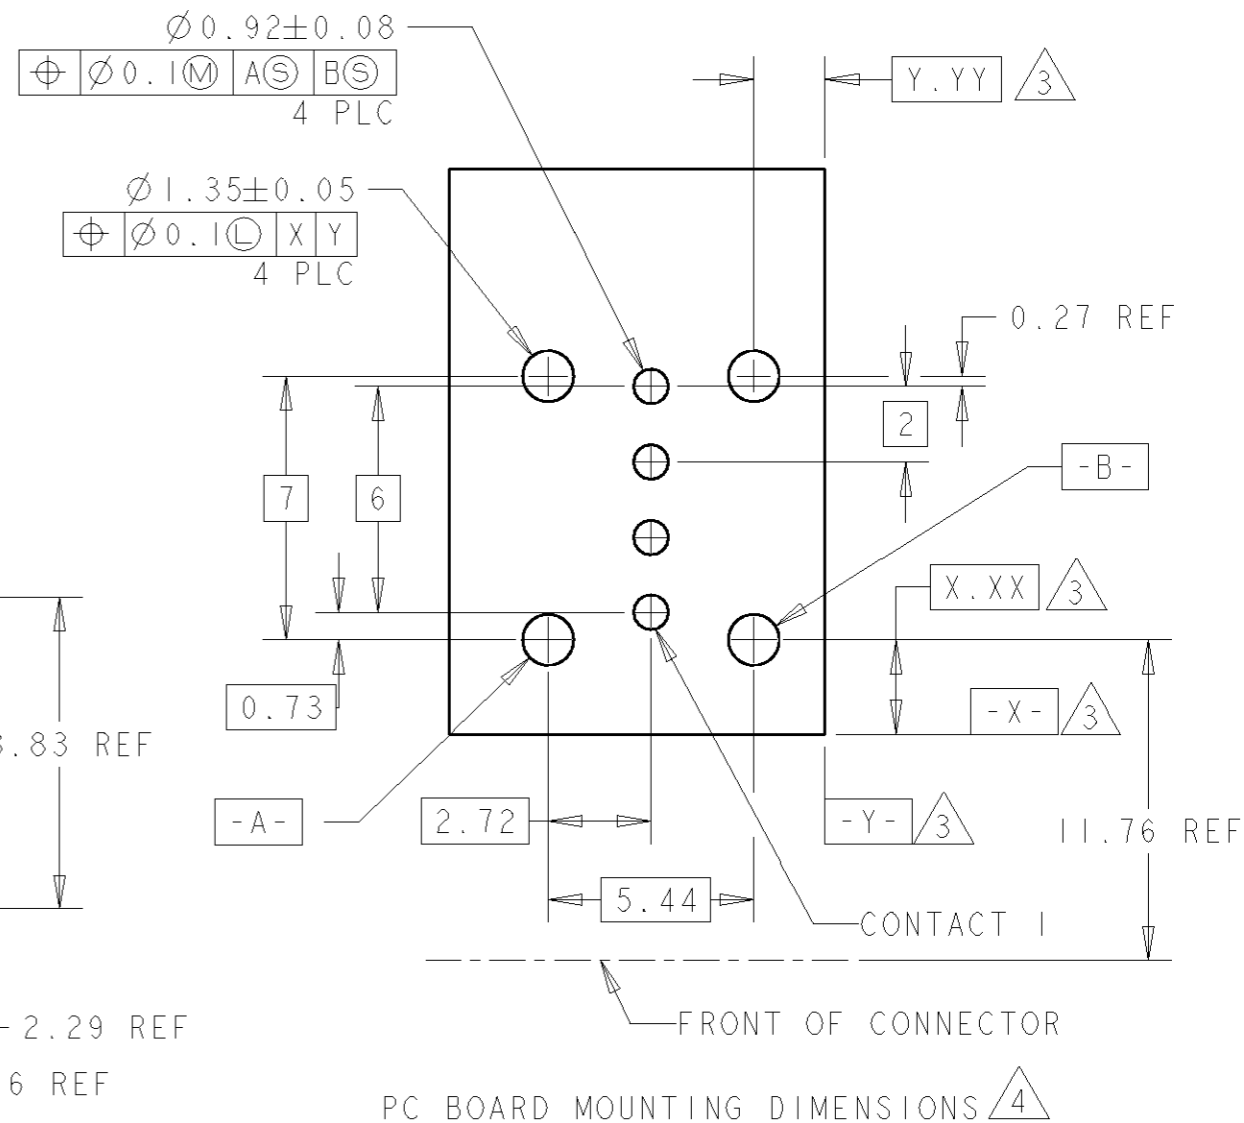 Ø0.92±0.08
⌖ Ø0.1Ⓜ AⓈ BⓈ
4 PLC
Y.YY 3
Ø1.35±0.05
⌖ Ø0.1Ⓛ X Y
4 PLC
0.27 REF
2
-B-
7
6
X.XX 3
0.73
-X- 3
.83 REF
-A-
2.72
-Y- 3
11.76 REF
5.44
CONTACT 1
FRONT OF CONNECTOR
2.29 REF
6 REF
PC BOARD MOUNTING DIMENSIONS 4